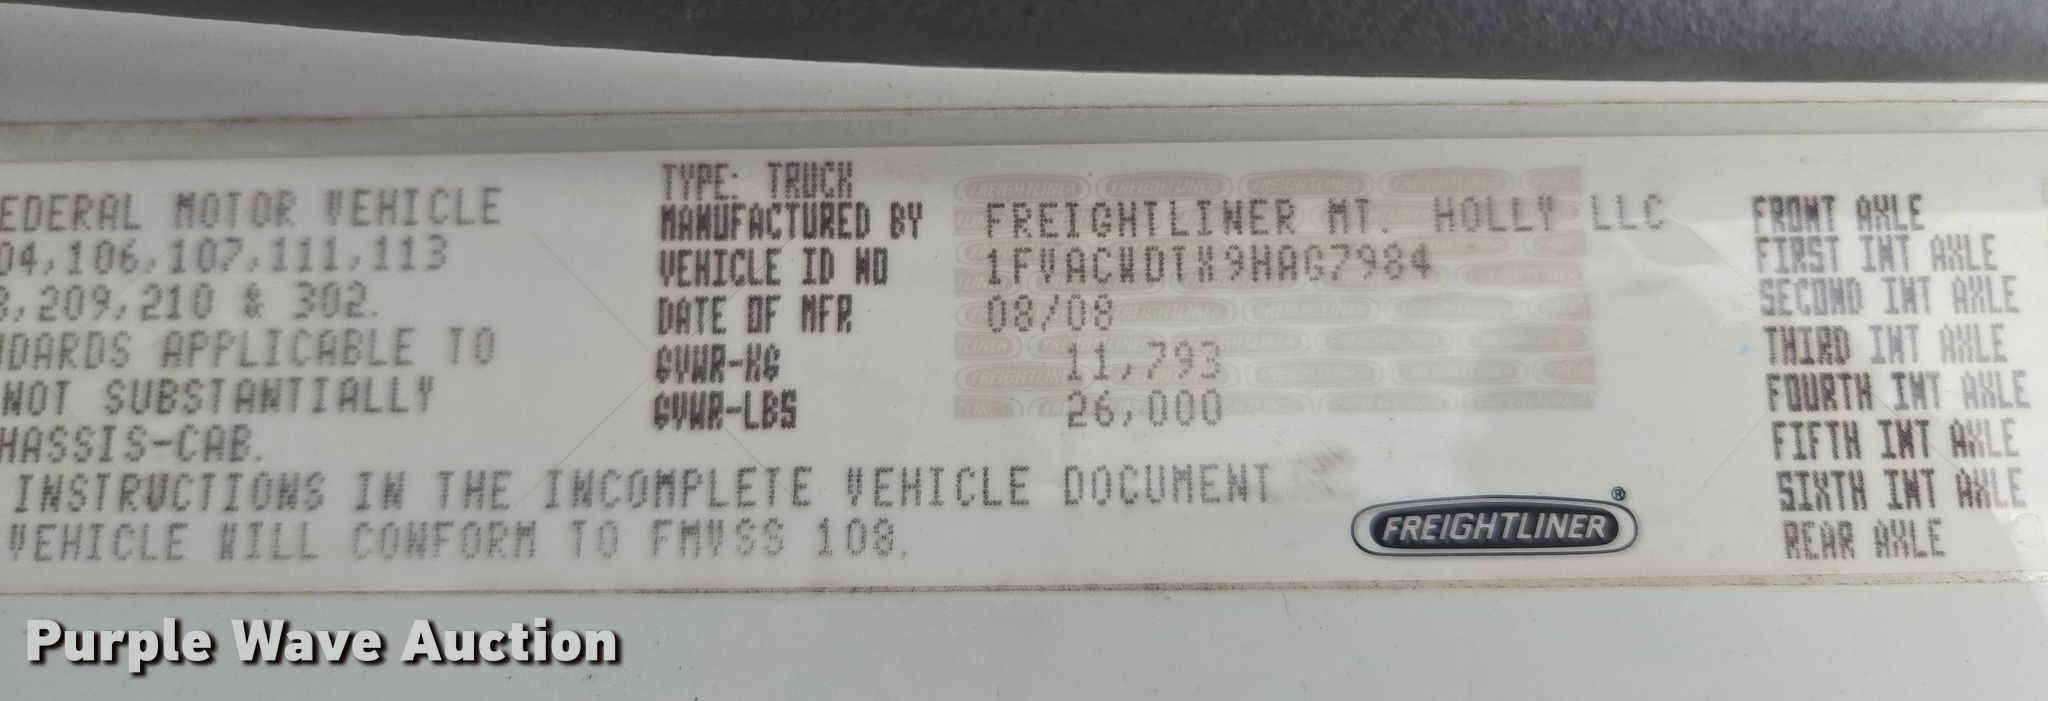 EDERAL MOTOR VEHICLE
04,106,107,111,113
8,209,210 & 302.
NDARDS APPLICABLE TO
NOT SUBSTANTIALLY
HASSIS-CAB.
INSTRUCTIONS IN THE INCOMPLETE VEHICLE DOCUMENT
VEHICLE WILL CONFORM TO FMVSS 108.
TYPE: TRUCK
MANUFACTURED BY FREIGHTLINER MT. HOLLY LLC
VEHICLE ID NO 1FVACWDTX9HAG7984
DATE OF MFR 08/08
GVWR-KG 11,793
GVWR-LBS 26,000
FREIGHTLINER®
FRONT AXLE
FIRST INT AXLE
SECOND INT AXLE
THIRD INT AXLE
FOURTH INT AXLE
FIFTH INT AXLE
SIXTH INT AXLE
REAR AXLE
Purple Wave Auction